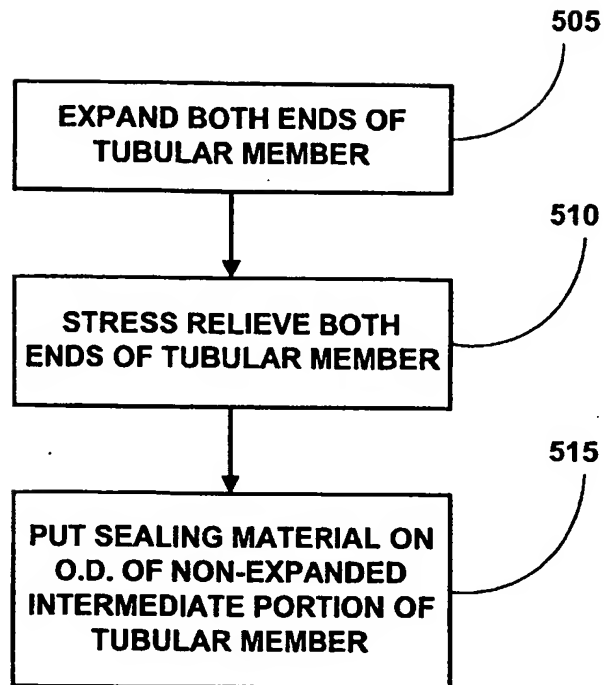 505
EXPAND BOTH ENDS OF
TUBULAR MEMBER
510
STRESS RELIEVE BOTH
ENDS OF TUBULAR MEMBER
515
PUT SEALING MATERIAL ON
O.D. OF NON-EXPANDED
INTERMEDIATE PORTION OF
TUBULAR MEMBER